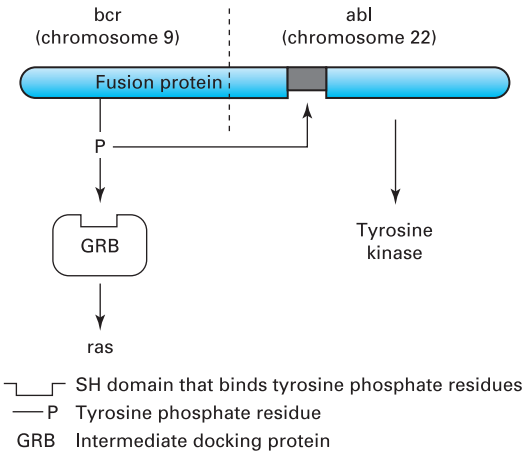 bcr
(chromosome 9)
abl
(chromosome 22)
Fusion protein
P
GRB
ras
Tyrosine
kinase
SH domain that binds tyrosine phosphate residues
P Tyrosine phosphate residue
GRB Intermediate docking protein